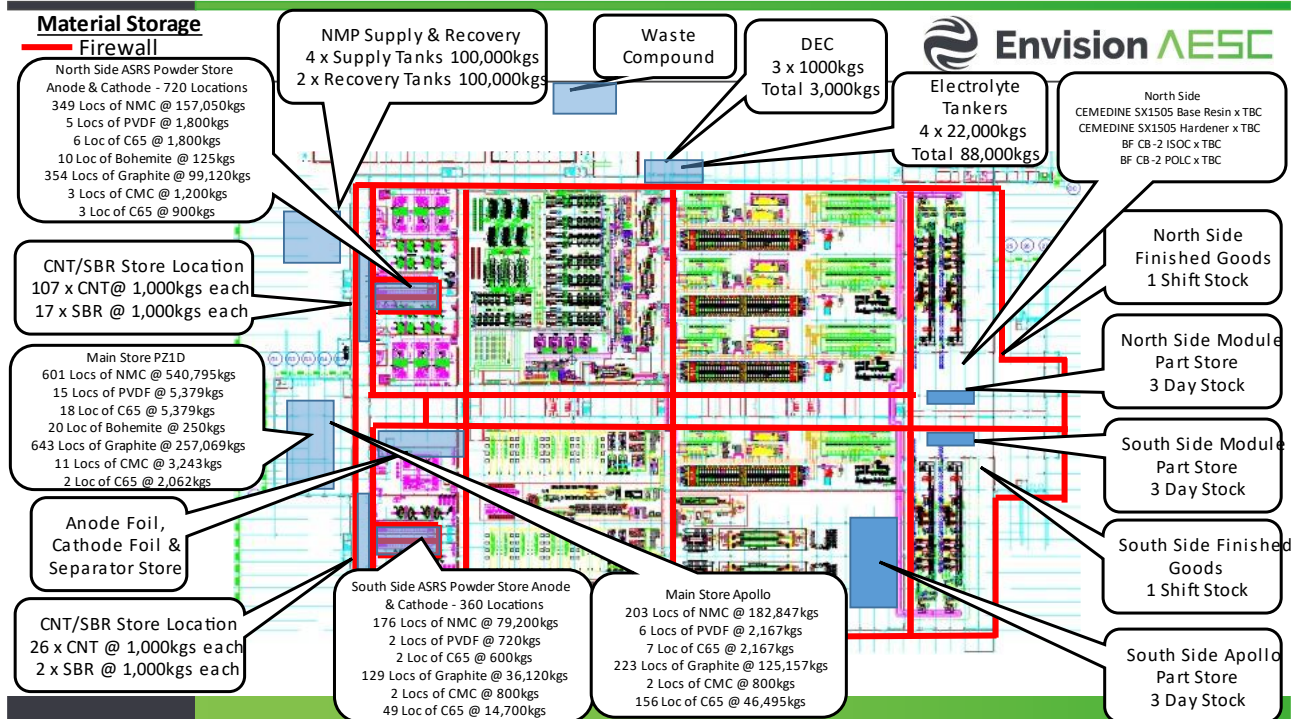 Material Storage
Firewall
North Side ASRS Powder Store
Anode & Cathode - 720 Locations
349 Locs of NMC @ 157,050kgs
5 Locs of PVDF @ 1,800kgs
6 Loc of C65 @ 1,800kgs
10 Loc of Bohemite @ 125kgs
354 Locs of Graphite @ 99,120kgs
3 Locs of CMC @ 1,200kgs
3 Loc of C65 @ 900kgs
NMP Supply & Recovery
4 x Supply Tanks 100,000kgs
2 x Recovery Tanks 100,000kgs
Waste
Compound
DEC
3 x 1000kgs
Total 3,000kgs
Envision AESC
Electrolyte
Tankers
4 x 22,000kgs
Total 88,000kgs
North Side
CEMEDINE SX1505 Base Resin x TBC
CEMEDINE SX1505 Hardener x TBC
BF CB-2 ISOC x TBC
BF CB-2 POLC x TBC
CNT/SBR Store Location
107 x CNT@ 1,000kgs each
17 x SBR @ 1,000kgs each
North Side
Finished Goods
1 Shift Stock
North Side Module
Part Store
3 Day Stock
Main Store PZ1D
601 Locs of NMC @ 540,795kgs
15 Locs of PVDF @ 5,379kgs
18 Loc of C65 @ 5,379kgs
20 Loc of Bohemite @ 250kgs
643 Locs of Graphite @ 257,069kgs
11 Locs of CMC @ 3,243kgs
2 Loc of C65 @ 2,062kgs
South Side Module
Part Store
3 Day Stock
Anode Foil,
Cathode Foil &
Separator Store
South Side Finished
Goods
1 Shift Stock
CNT/SBR Store Location
26 x CNT @ 1,000kgs each
2 x SBR @ 1,000kgs each
South Side ASRS Powder Store Anode
& Cathode - 360 Locations
176 Locs of NMC @ 79,200kgs
2 Locs of PVDF @ 720kgs
2 Loc of C65 @ 600kgs
129 Locs of Graphite @ 36,120kgs
2 Locs of CMC @ 800kgs
49 Loc of C65 @ 14,700kgs
Main Store Apollo
203 Locs of NMC @ 182,847kgs
6 Locs of PVDF @ 2,167kgs
7 Loc of C65 @ 2,167kgs
223 Locs of Graphite @ 125,157kgs
2 Locs of CMC @ 800kgs
156 Loc of C65 @ 46,495kgs
South Side Apollo
Part Store
3 Day Stock